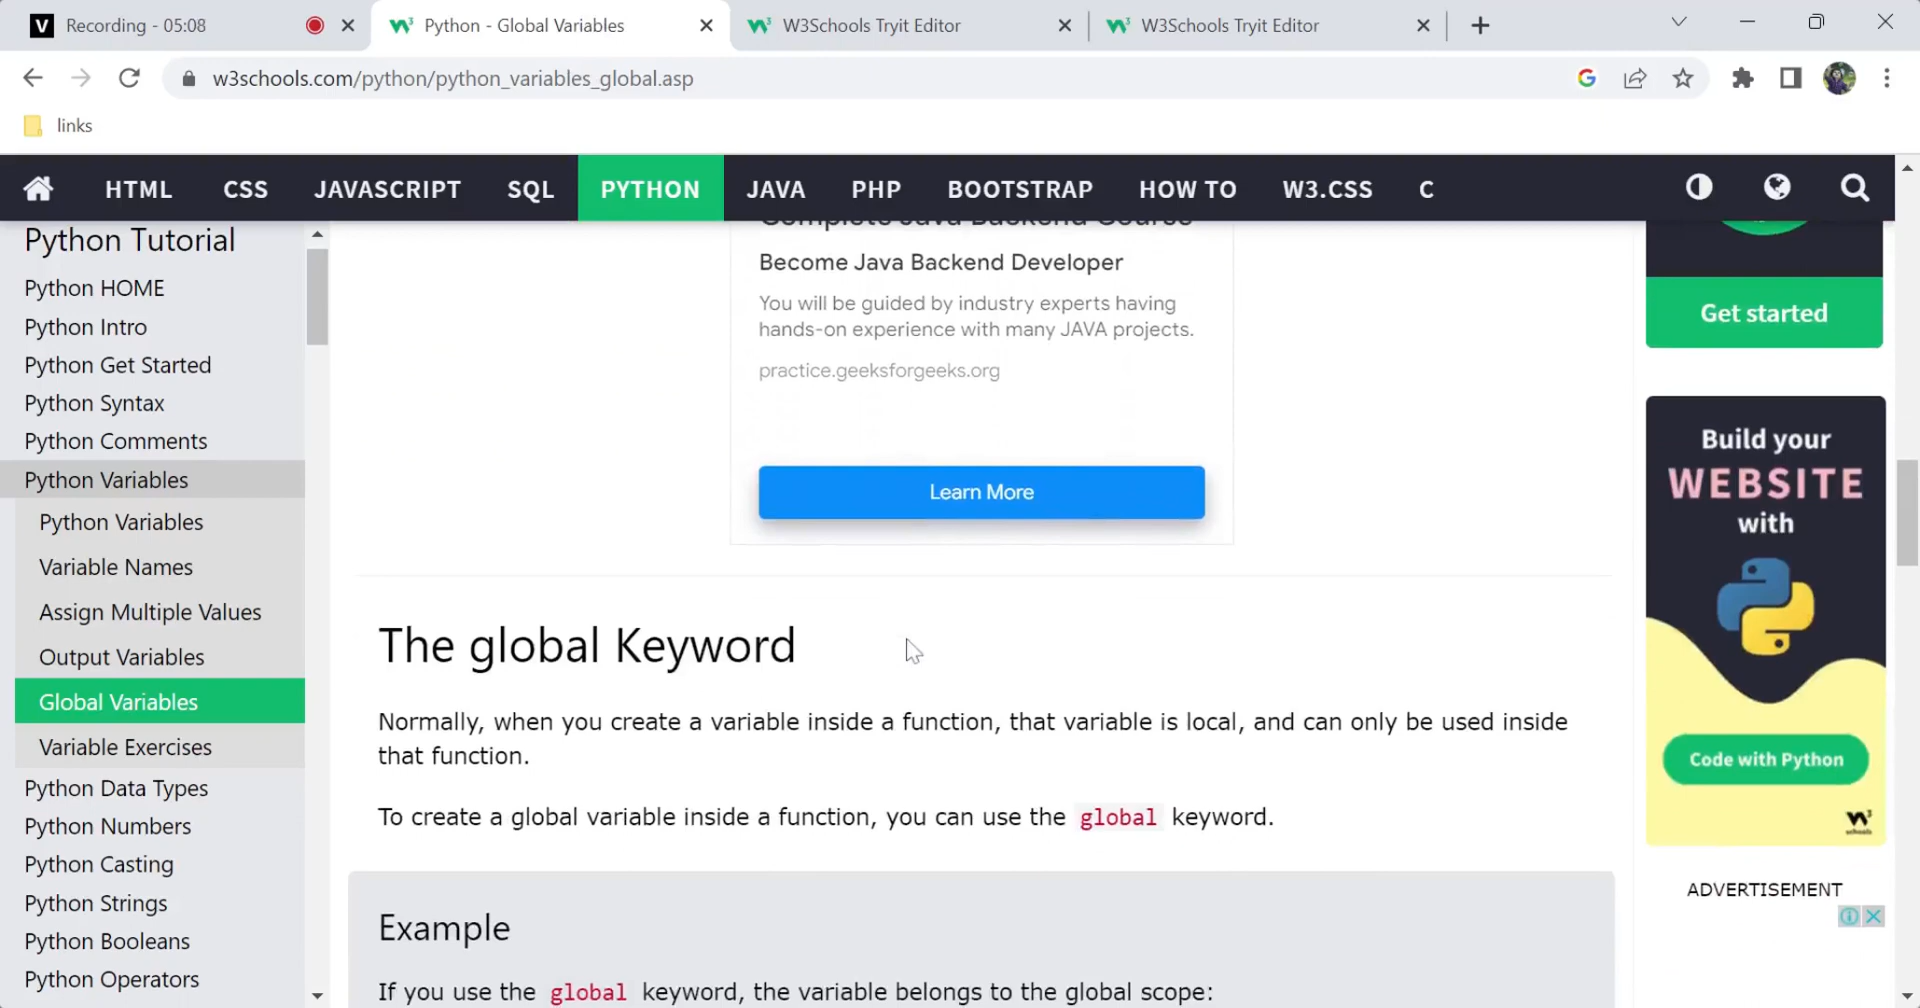 V Recording - 05:08
Python - Global Variables
W3Schools Tryit Editor
W3Schools Tryit Editor
w3schools.com/python/python_variables_global.asp
links
HTML CSS JAVASCRIPT SQL PYTHON JAVA PHP BOOTSTRAP HOW TO W3.CSS C
Python Tutorial
Python HOME
Python Intro
Python Get Started
Python Syntax
Python Comments
Python Variables
Python Variables
Variable Names
Assign Multiple Values
Output Variables
Global Variables
Variable Exercises
Python Data Types
Python Numbers
Python Casting
Python Strings
Python Booleans
Python Operators
Complete Java Backend Course
Become Java Backend Developer
You will be guided by industry experts having
hands-on experience with many JAVA projects.
practice.geeksforgeeks.org
Learn More
The global Keyword
Normally, when you create a variable inside a function, that variable is local, and can only be used inside
that function.
To create a global variable inside a function, you can use the global keyword.
Example
If you use the global keyword, the variable belongs to the global scope:
Get started
Build your
WEBSITE
with
Code with Python
W3
schools
ADVERTISEMENT